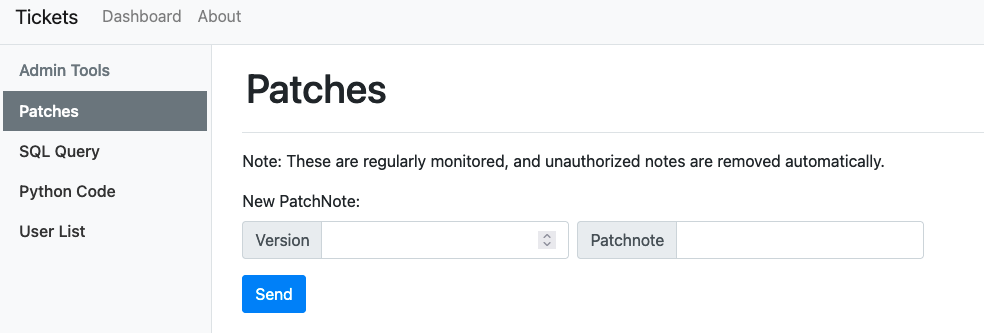 Tickets Dashboard About
Admin Tools
Patches
SQL Query
Python Code
User List
Patches
Note: These are regularly monitored, and unauthorized notes are removed automatically.
New PatchNote:
Version Patchnote
Send